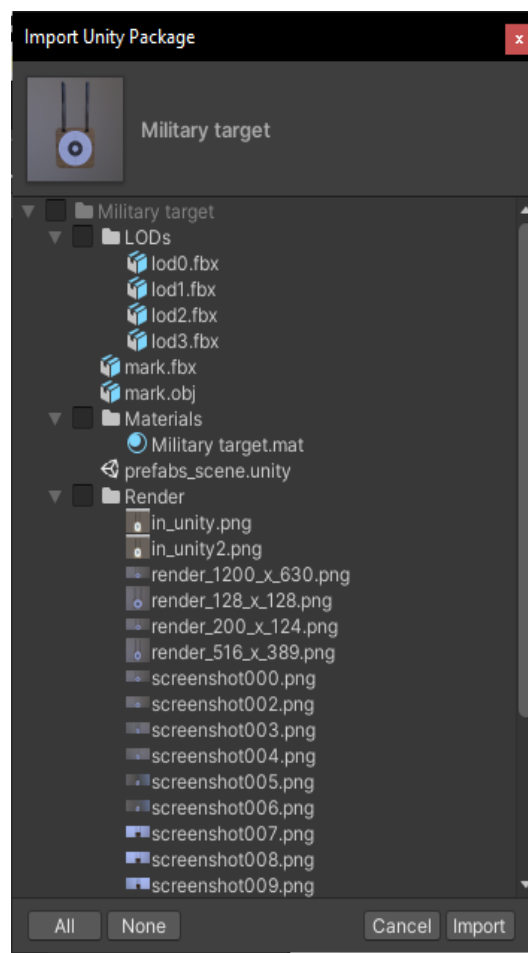 Import Unity Package
x
Military target
Military target
LODs
lod0.fbx
lod1.fbx
lod2.fbx
lod3.fbx
mark.fbx
mark.obj
Materials
Military target.mat
prefabs_scene.unity
Render
in_unity.png
in_unity2.png
render_1200_x_630.png
render_128_x_128.png
render_200_x_124.png
render_516_x_389.png
screenshot000.png
screenshot002.png
screenshot003.png
screenshot004.png
screenshot005.png
screenshot006.png
screenshot007.png
screenshot008.png
screenshot009.png
All None Cancel Import